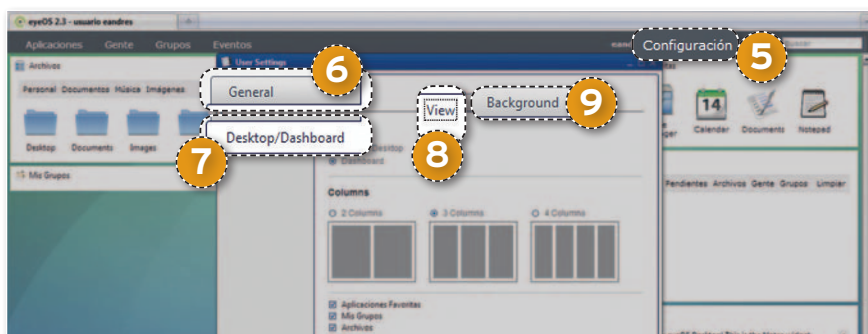 eyeOS 2.3 - usuario eandres
Aplicaciones Gente Grupos Eventos
Configuración
5
Archivos
User Settings
6
Personal Documentos Música Imágenes
General
View
Background
9
14
Calendar Documents Notepad
Desktop/Dashboard
7
8
Desktop Documents Images
Desktop
Dashboard
Mis Grupos
Pendientes Archivos Gente Grupos Limpiar
Columns
2 Columns 3 Columns 4 Columns
Aplicaciones Favoritas
Mis Grupos
Archivos